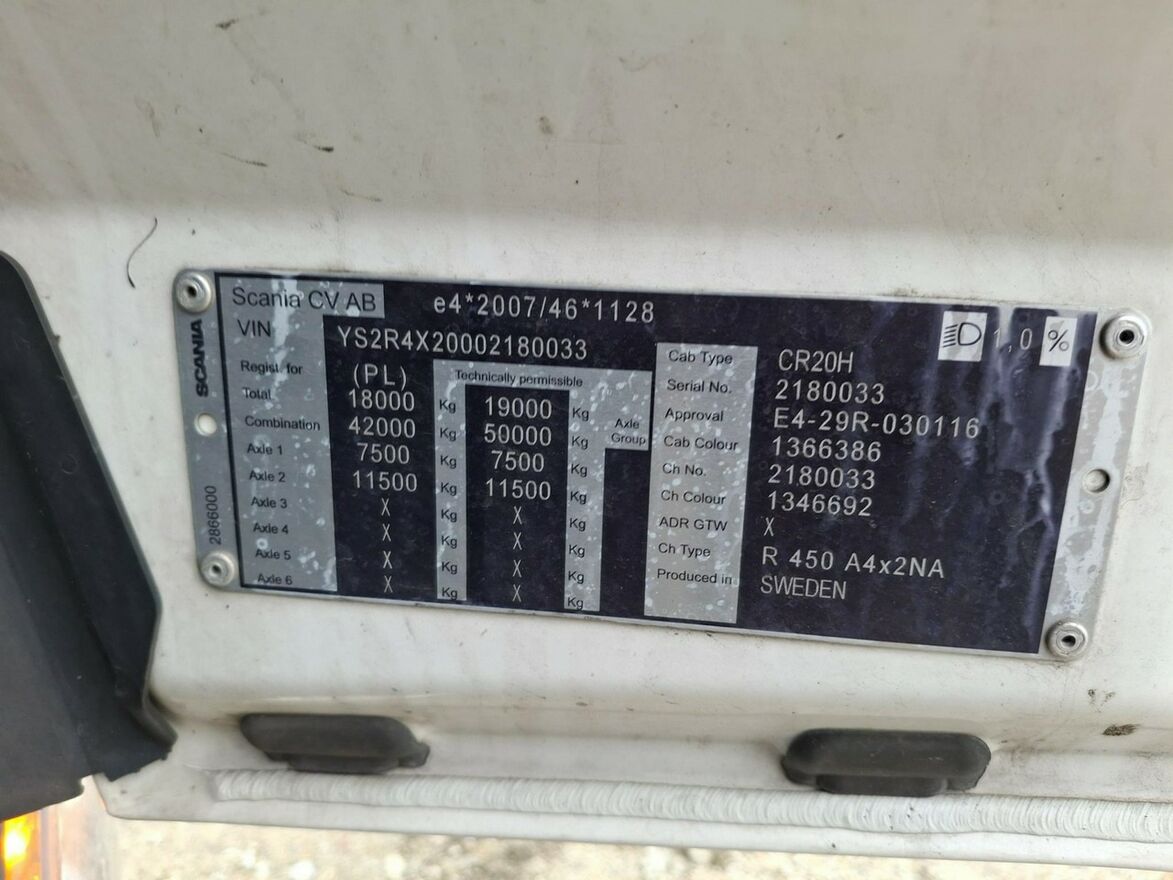 Scania CV AB e4*2007/46*1128
VIN YS2R4X20002180033
Regist. for (PL) Technically permissible
Total 18000 Kg 19000 Kg Axle Group
Combination 42000 Kg 50000 Kg
Axle 1 7500 Kg 7500 Kg
Axle 2 11500 Kg 11500 Kg
Axle 3 X Kg X Kg
Axle 4 X Kg X Kg
Axle 5 X Kg X Kg
Axle 6 X Kg X Kg
1,0 %
Cab Type CR20H
Serial No. 2180033
Approval E4-29R-030116
Cab Colour 1366386
Ch No. 2180033
Ch Colour 1346692
ADR GTW X
Ch Type R 450 A4x2NA
Produced in SWEDEN
SCANIA
2866000